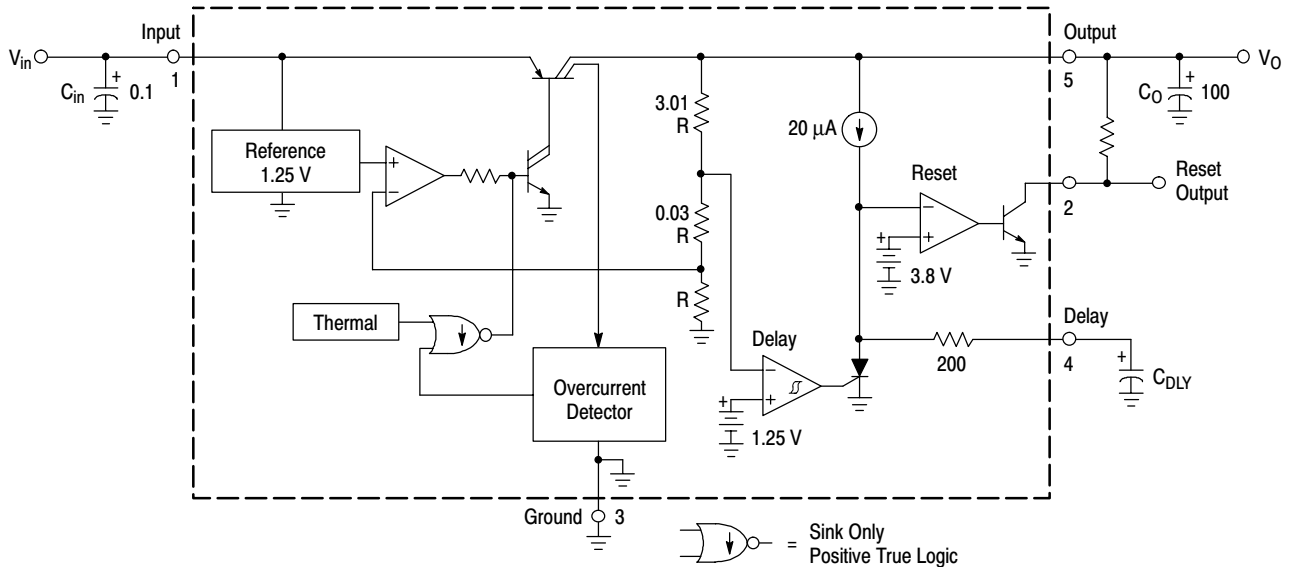 Input
Output
Vin
1
5
VO
Cin
+
0.1
CO
+
100
3.01
R
20 µA
Reference
1.25 V
+
−
Reset
2
Reset
Output
−
+
0.03
R
+
3.8 V
R
Thermal
Delay
Delay
200
4
+
CDLY
−
+
+
1.25 V
Overcurrent
Detector
Ground
3
= Sink Only
Positive True Logic